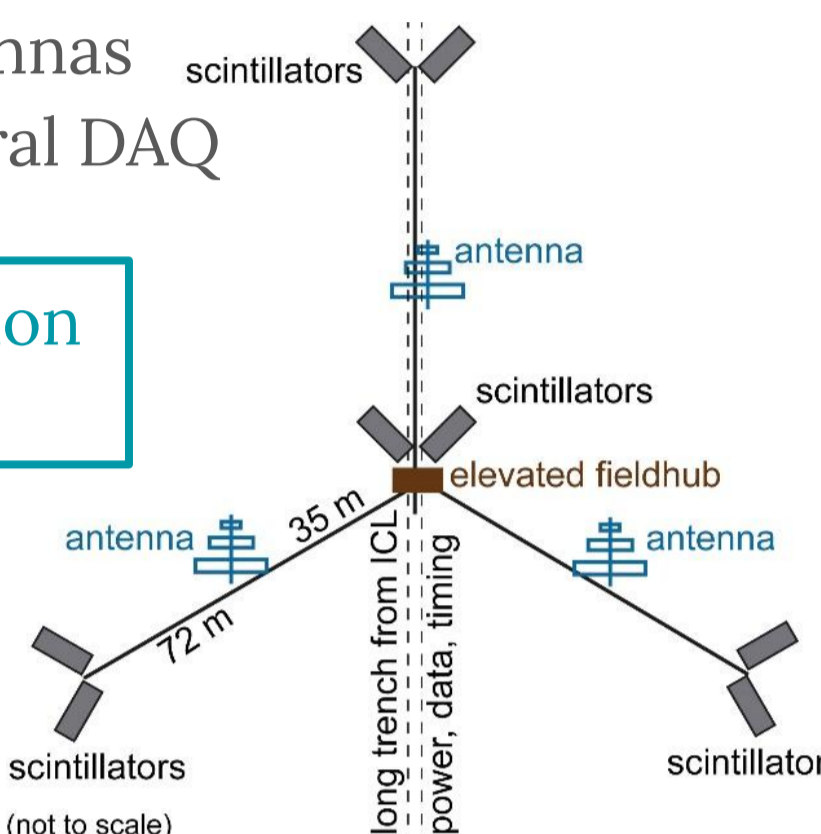 nnas
ral DAQ
on
scintillators
antenna
scintillators
elevated fieldhub
antenna
35 m
72 m
antenna
long trench from ICL
power, data, timing
scintillators
scintillator
(not to scale)